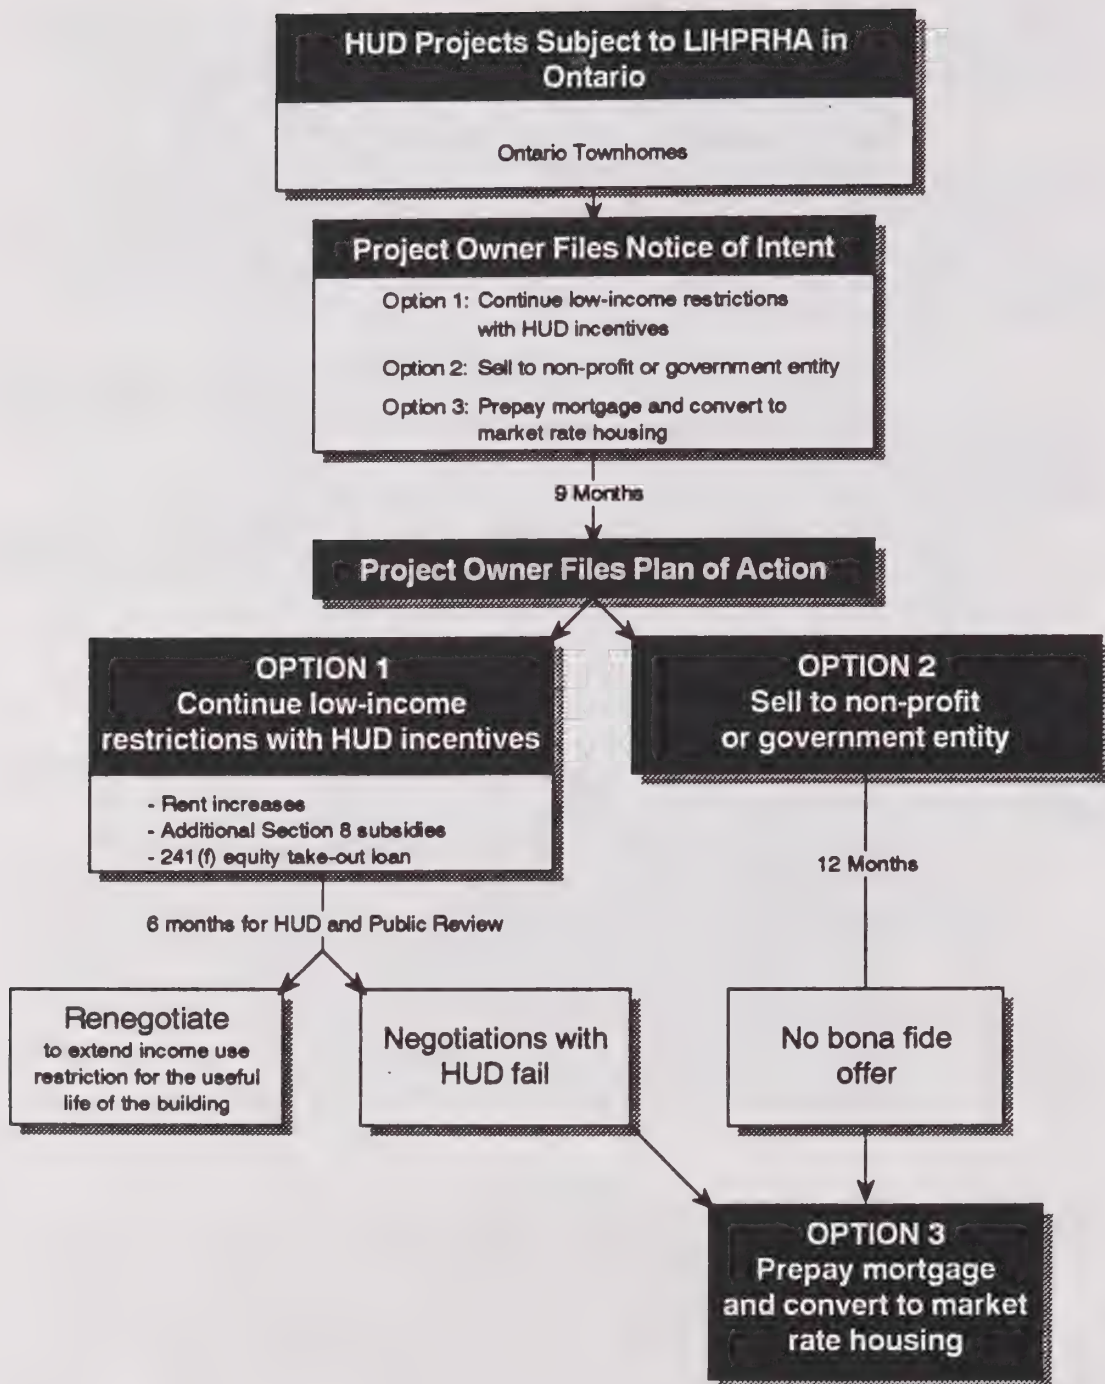 HUD Projects Subject to LIHPRHA in
Ontario
Ontario Townhomes
Project Owner Files Notice of Intent
Option 1: Continue low-income restrictions
with HUD incentives
Option 2: Sell to non-profit or government entity
Option 3: Prepay mortgage and convert to
market rate housing
9 Months
Project Owner Files Plan of Action
OPTION 1
Continue low-income
restrictions with HUD incentives
- Rent increases
- Additional Section 8 subsidies
- 241(f) equity take-out loan
OPTION 2
Sell to non-profit
or government entity
12 Months
6 months for HUD and Public Review
Renegotiate
to extend income use
restriction for the useful
life of the building
Negotiations with
HUD fail
No bona fide
offer
OPTION 3
Prepay mortgage
and convert to market
rate housing